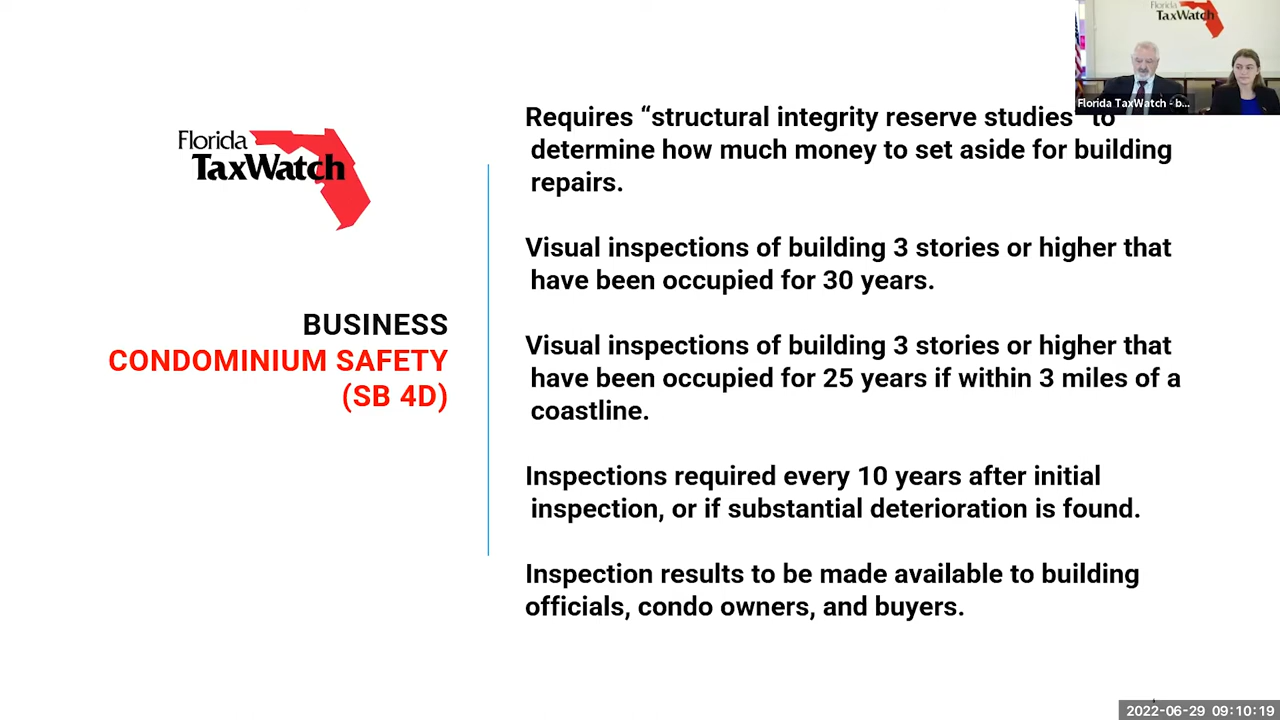 Florida
TaxWatch
BUSINESS
CONDOMINIUM SAFETY
(SB 4D)
Requires “structural integrity reserve studies” to
determine how much money to set aside for building
repairs.
Visual inspections of building 3 stories or higher that
have been occupied for 30 years.
Visual inspections of building 3 stories or higher that
have been occupied for 25 years if within 3 miles of a
coastline.
Inspections required every 10 years after initial
inspection, or if substantial deterioration is found.
Inspection results to be made available to building
officials, condo owners, and buyers.
Florida
TaxWatch
Florida TaxWatch - b...
2022-06-29 09:10:19